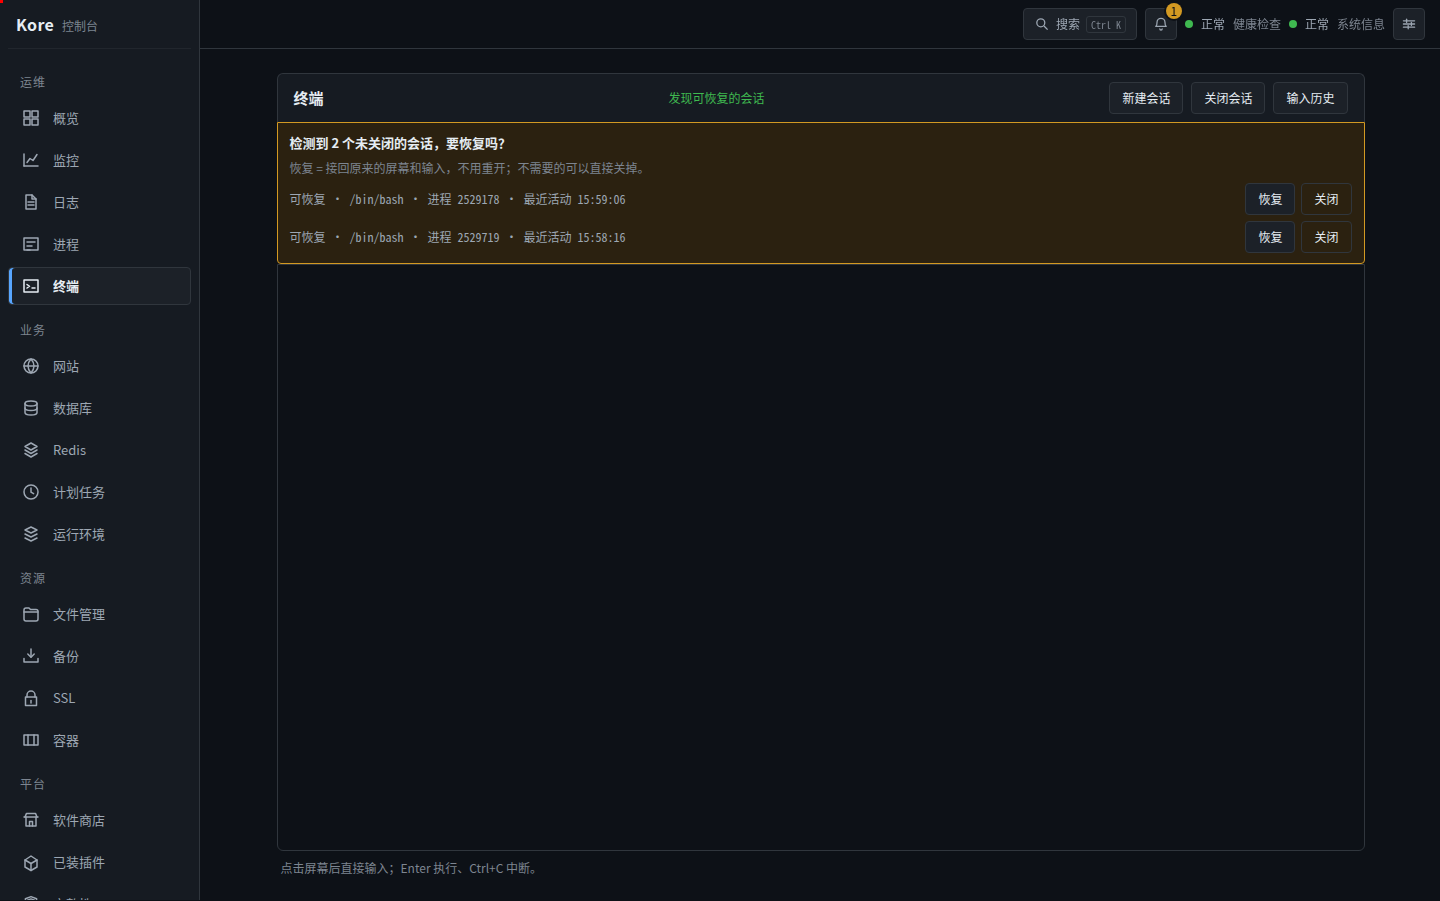 Kore 控制台
搜索 Ctrl K
1
正常 健康检查
正常 系统信息
运维
概览
监控
日志
进程
终端
业务
网站
数据库
Redis
计划任务
运行环境
资源
文件管理
备份
SSL
容器
平台
软件商店
已装插件
终端
发现可恢复的会话
新建会话 关闭会话 输入历史
检测到 2 个未关闭的会话，要恢复吗？
恢复 = 接回原来的屏幕和输入，不用重开；不需要的可以直接关掉。
可恢复 · /bin/bash · 进程 2529178 · 最近活动 15:59:06 恢复 关闭
可恢复 · /bin/bash · 进程 2529719 · 最近活动 15:58:16 恢复 关闭
点击屏幕后直接输入；Enter 执行、Ctrl+C 中断。